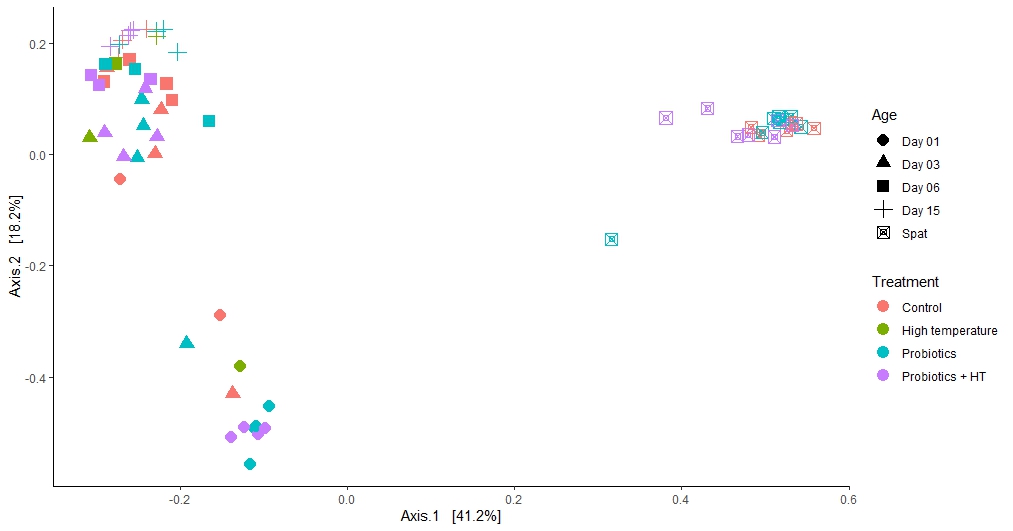 0.2
0.0
-0.2
-0.4
Axis.2 [18.2%]
-0.2
0.0
0.2
0.4
0.6
Axis.1 [41.2%]
Age
Day 01
Day 03
Day 06
Day 15
Spat
Treatment
Control
High temperature
Probiotics
Probiotics + HT